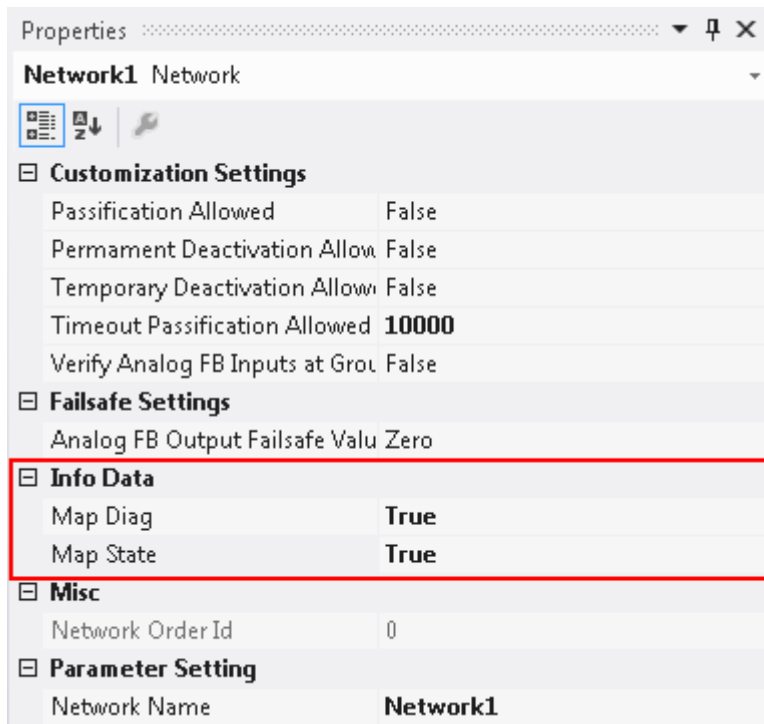 Properties
Network1 Network
Customization Settings
Passification Allowed False
Permament Deactivation Allow False
Temporary Deactivation Allow False
Timeout Passification Allowed 10000
Verify Analog FB Inputs at Grou False
Failsafe Settings
Analog FB Output Failsafe Valu Zero
Info Data
Map Diag True
Map State True
Misc
Network Order Id 0
Parameter Setting
Network Name Network1